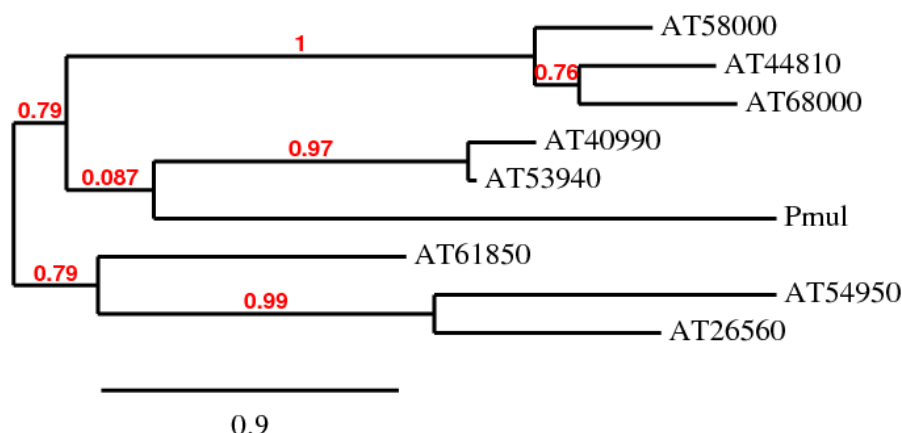 AT58000
1
AT44810
0.76
AT68000
0.79
AT40990
0.97
AT53940
0.087
Pmul
AT61850
0.79
AT54950
0.99
AT26560
0.9